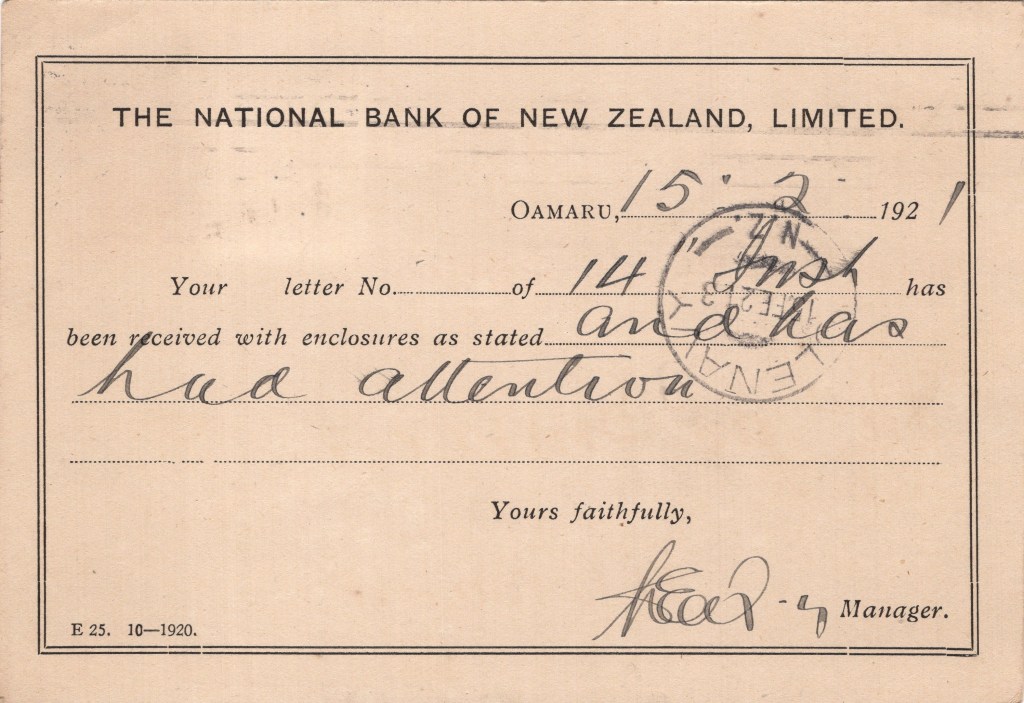 THE NATIONAL BANK OF NEW ZEALAND, LIMITED.
OAMARU, 15 . 2 . 1921
Your letter No. of 14" Inst has
been received with enclosures as stated and has
had attention
Yours faithfully,
Manager.
E 25. 10—1920.
N.Z.